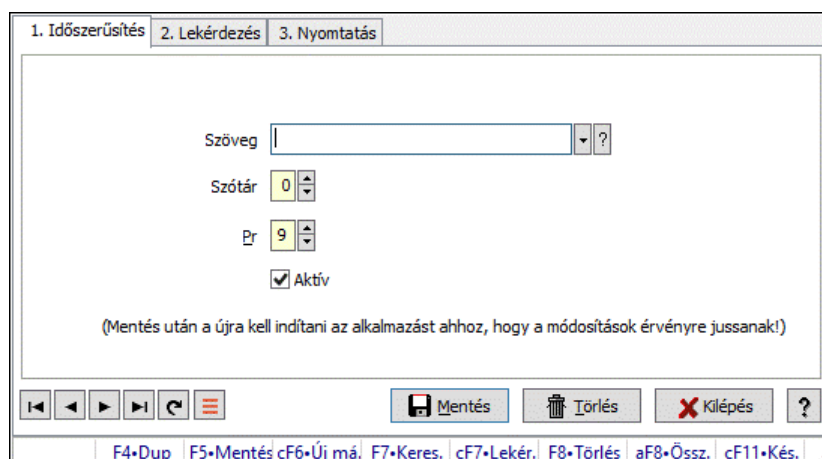 1. Időszerűsítés 2. Lekérdezés 3. Nyomtatás
Szöveg ?
Szótár 0
Pr 9
Aktív
(Mentés után a újra kell indítani az alkalmazást ahhoz, hogy a módosítások érvényre jussanak!)
Mentés Törlés Kilépés ?
F4•Dup F5•Mentés cF6•Új má. F7•Keres. cF7•Lekér. F8•Törlés aF8•Össz. cF11•Kés.